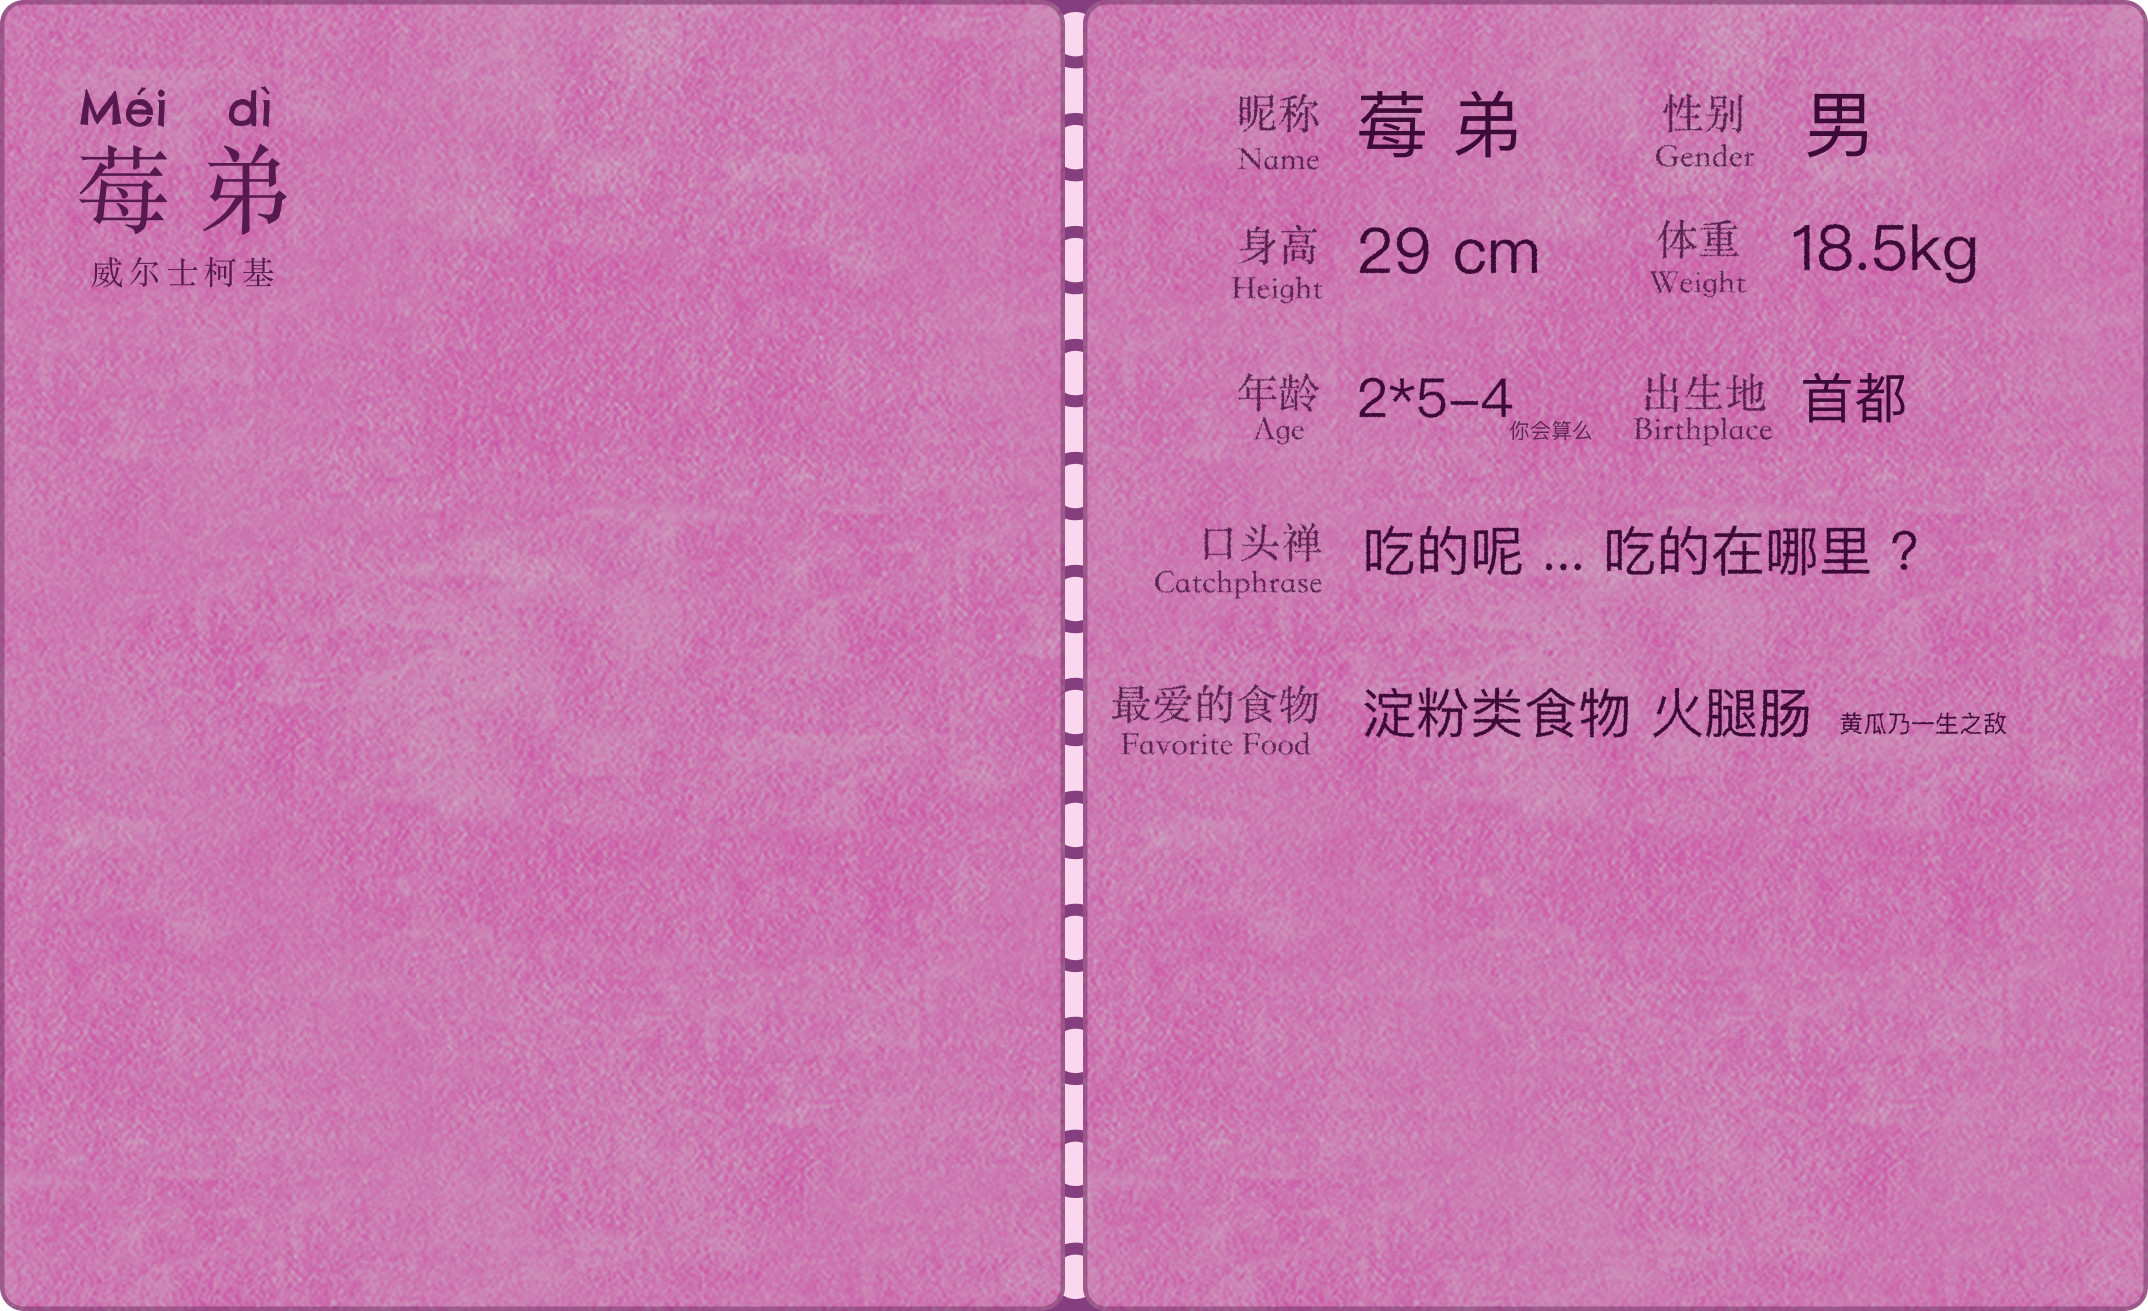 Méi dì
莓 弟
威尔士柯基
昵称 莓 弟 性别 男
Name Gender
身高 29 cm 体重 18.5kg
Height Weight
年龄 2*5-4 你会算么 出生地 首都
Age Birthplace
口头禅 吃的呢 ... 吃的在哪里 ?
Catchphrase
最爱的食物 淀粉类食物 火腿肠 黄瓜乃一生之敌
Favorite Food